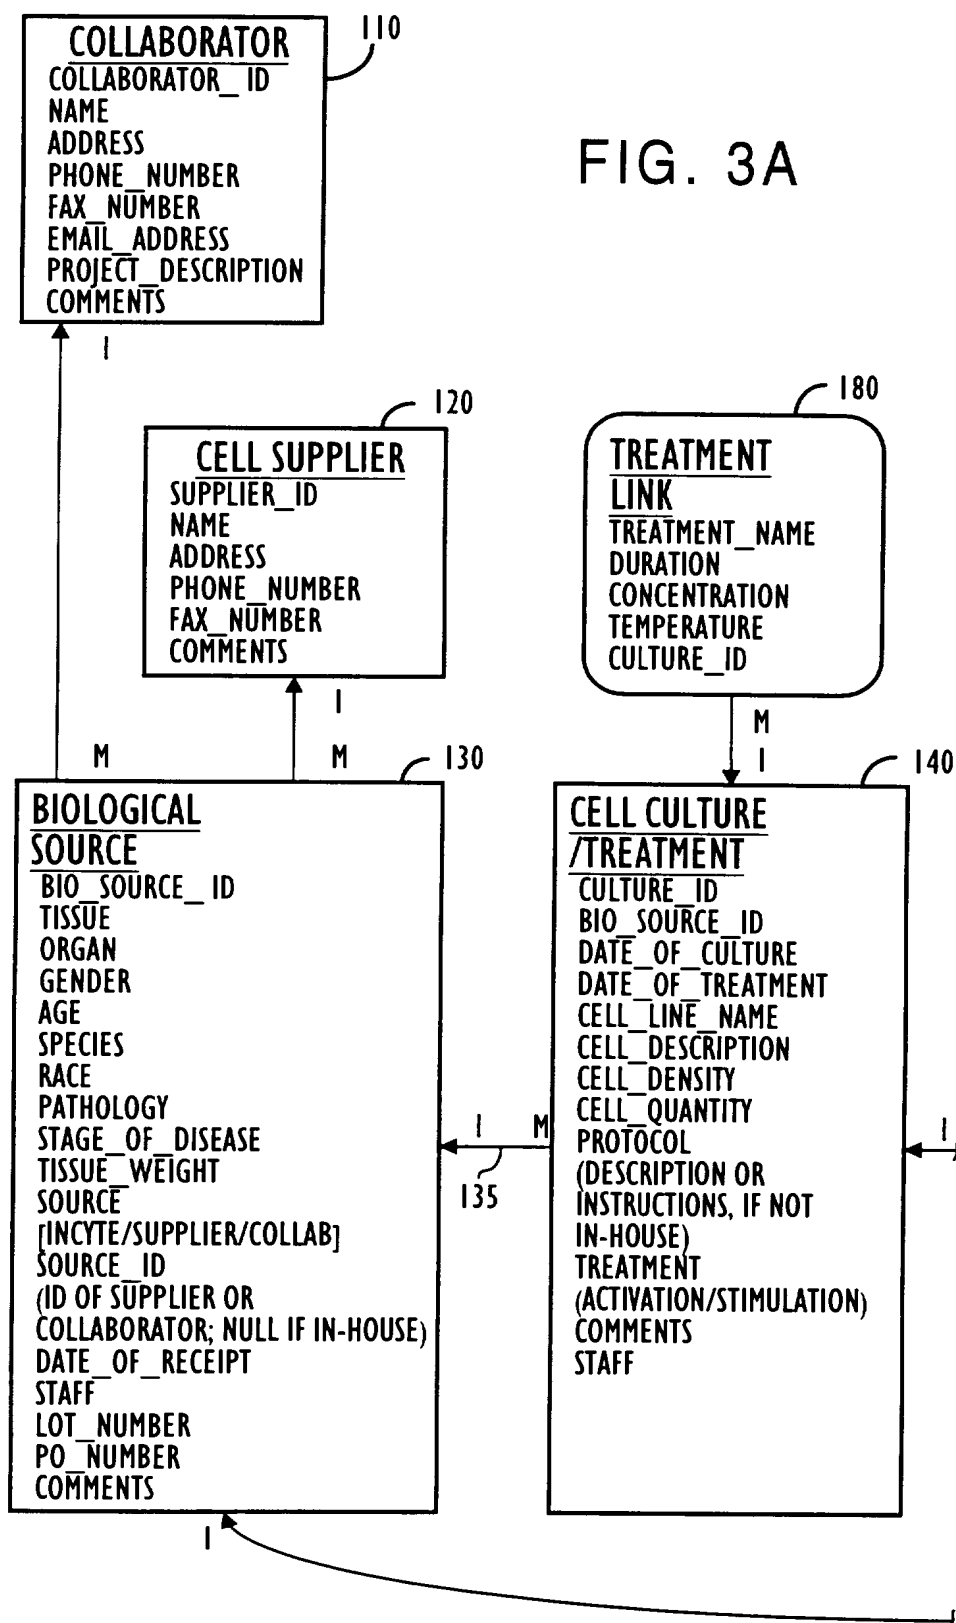 110
COLLABORATOR
COLLABORATOR_ID
NAME
ADDRESS
PHONE_NUMBER
FAX_NUMBER
EMAIL_ADDRESS
PROJECT_DESCRIPTION
COMMENTS
FIG. 3A
1
120
CELL SUPPLIER
SUPPLIER_ID
NAME
ADDRESS
PHONE_NUMBER
FAX_NUMBER
COMMENTS
1
180
TREATMENT
LINK
TREATMENT_NAME
DURATION
CONCENTRATION
TEMPERATURE
CULTURE_ID
M
1
M
M
130
BIOLOGICAL
SOURCE
BIO_SOURCE_ID
TISSUE
ORGAN
GENDER
AGE
SPECIES
RACE
PATHOLOGY
STAGE_OF_DISEASE
TISSUE_WEIGHT
SOURCE
[INCYTE/SUPPLIER/COLLAB]
SOURCE_ID
(ID OF SUPPLIER OR
COLLABORATOR; NULL IF IN-HOUSE)
DATE_OF_RECEIPT
STAFF
LOT_NUMBER
PO_NUMBER
COMMENTS
1
1 M
135
140
CELL CULTURE
/TREATMENT
CULTURE_ID
BIO_SOURCE_ID
DATE_OF_CULTURE
DATE_OF_TREATMENT
CELL_LINE_NAME
CELL_DESCRIPTION
CELL_DENSITY
CELL_QUANTITY
PROTOCOL
(DESCRIPTION OR
INSTRUCTIONS, IF NOT
IN-HOUSE)
TREATMENT
(ACTIVATION/STIMULATION)
COMMENTS
STAFF
1